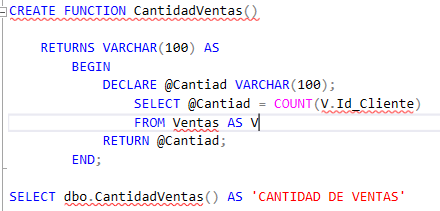 CREATE FUNCTION CantidadVentas()
RETURNS VARCHAR(100) AS
BEGIN
DECLARE @Cantiad VARCHAR(100);
SELECT @Cantiad = COUNT(V.Id_Cliente)
FROM Ventas AS V
RETURN @Cantiad;
END;
SELECT dbo.CantidadVentas() AS 'CANTIDAD DE VENTAS'